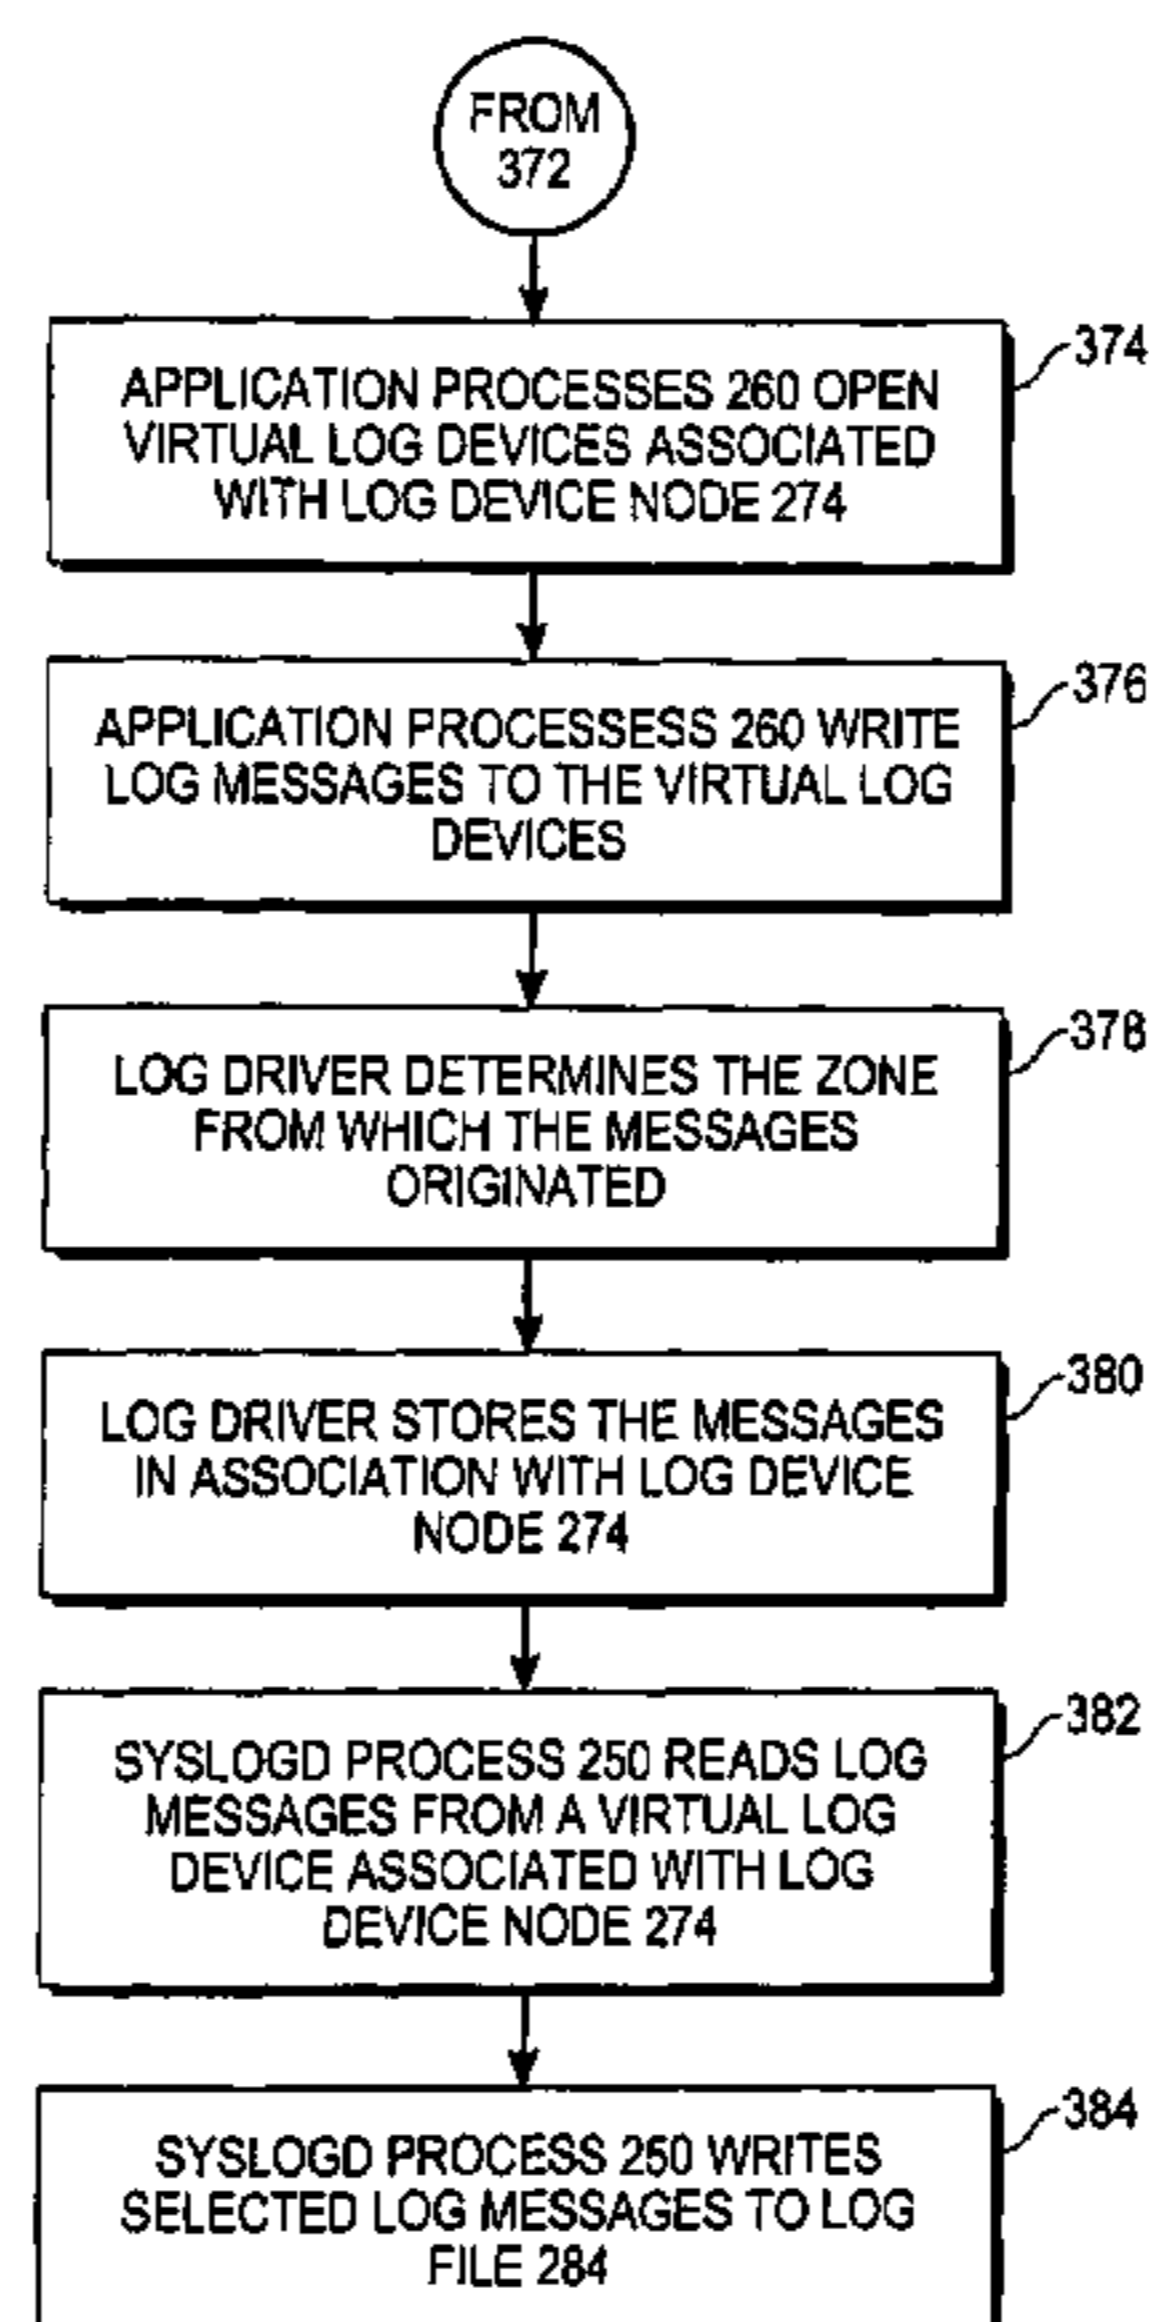 FROM
372
374
APPLICATION PROCESSES 260 OPEN
VIRTUAL LOG DEVICES ASSOCIATED
WITH LOG DEVICE NODE 274
376
APPLICATION PROCESSESS 260 WRITE
LOG MESSAGES TO THE VIRTUAL LOG
DEVICES
378
LOG DRIVER DETERMINES THE ZONE
FROM WHICH THE MESSAGES
ORIGINATED
380
LOG DRIVER STORES THE MESSAGES
IN ASSOCIATION WITH LOG DEVICE
NODE 274
382
SYSLOGD PROCESS 250 READS LOG
MESSAGES FROM A VIRTUAL LOG
DEVICE ASSOCIATED WITH LOG
DEVICE NODE 274
384
SYSLOGD PROCESS 250 WRITES
SELECTED LOG MESSAGES TO LOG
FILE 284